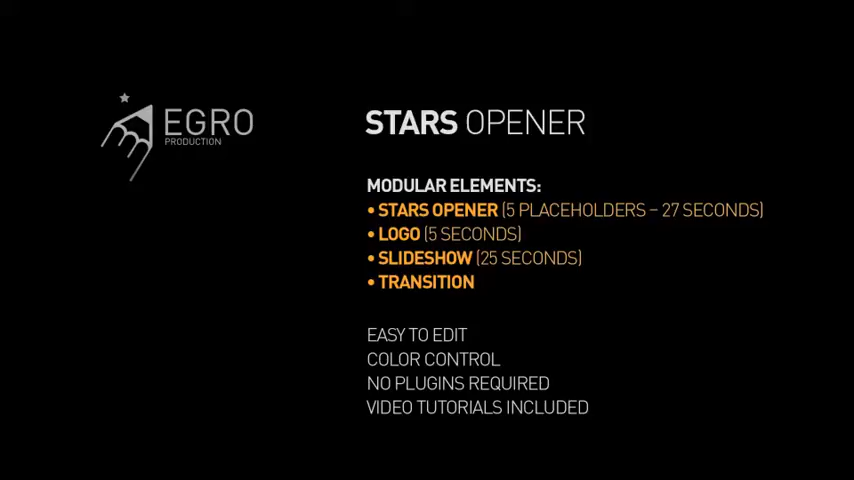 EGRO
PRODUCTION
STARS OPENER
MODULAR ELEMENTS:
• STARS OPENER (5 PLACEHOLDERS – 27 SECONDS)
• LOGO (5 SECONDS)
• SLIDESHOW (25 SECONDS)
• TRANSITION
EASY TO EDIT
COLOR CONTROL
NO PLUGINS REQUIRED
VIDEO TUTORIALS INCLUDED